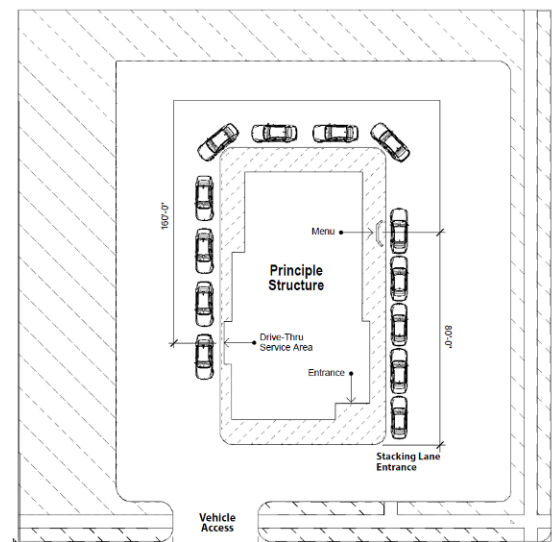 160'-0"
Menu
Principle
Structure
Drive-Thru
Service Area
Entrance
80'-0"
Stacking Lane
Entrance
Vehicle
Access